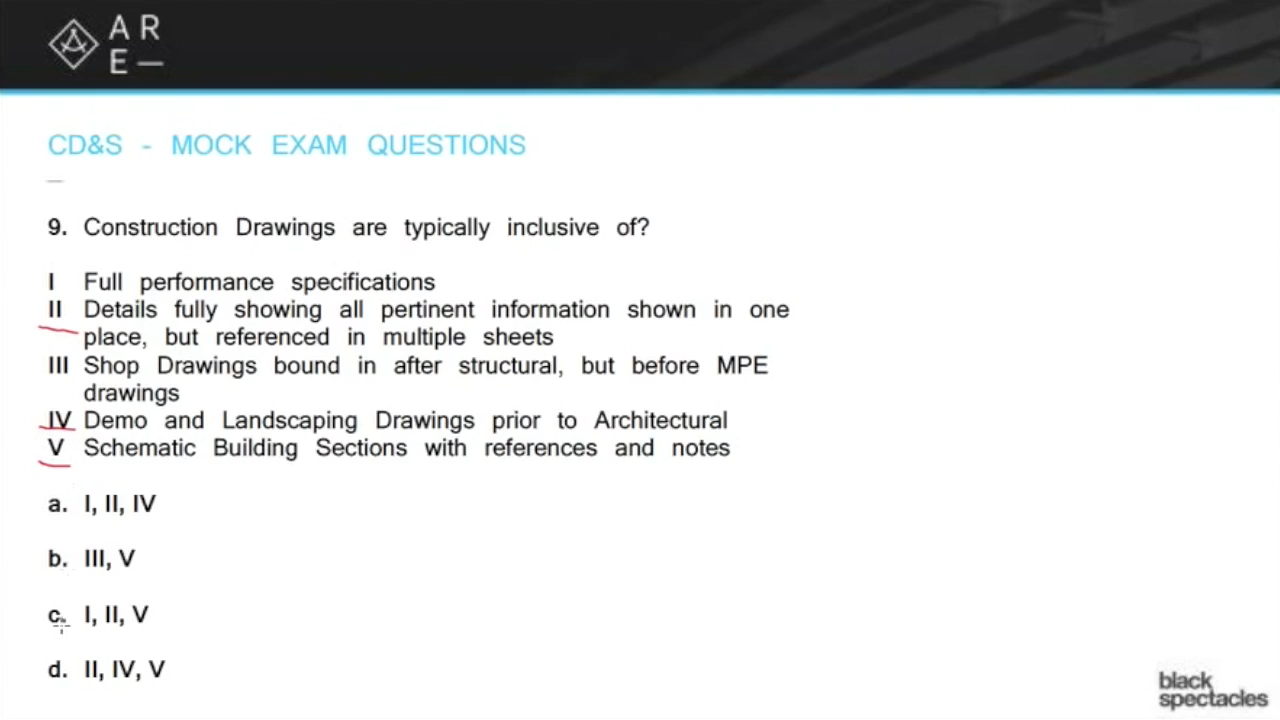 A R
E —
CD&S - MOCK EXAM QUESTIONS
9. Construction Drawings are typically inclusive of?
I Full performance specifications
II Details fully showing all pertinent information shown in one
place, but referenced in multiple sheets
III Shop Drawings bound in after structural, but before MPE
drawings
IV Demo and Landscaping Drawings prior to Architectural
V Schematic Building Sections with references and notes
a. I, II, IV
b. III, V
c. I, II, V
d. II, IV, V
black
spectacles